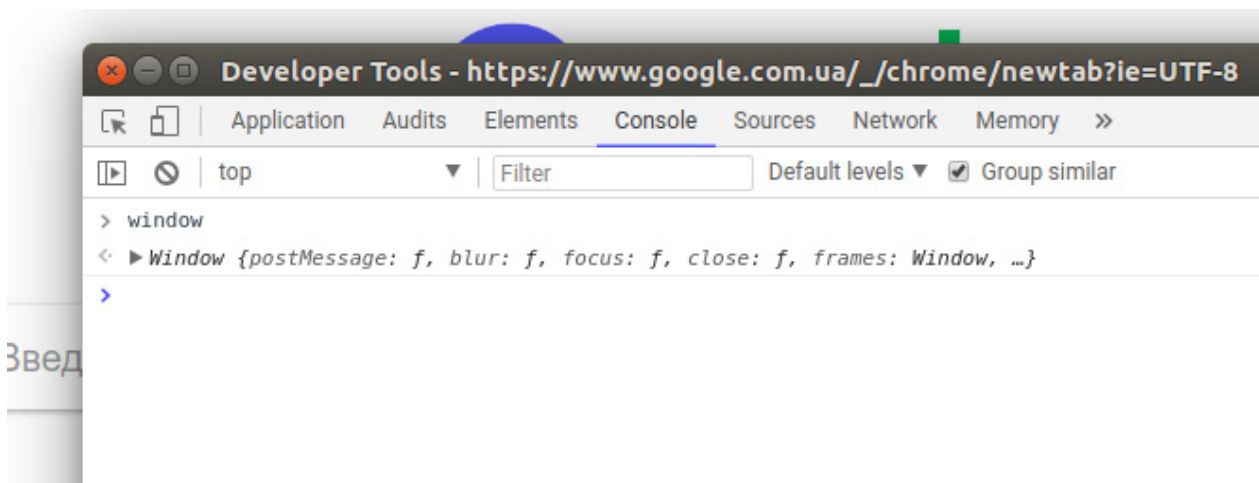 Developer Tools - https://www.google.com.ua/_/chrome/newtab?ie=UTF-8
Application Audits Elements Console Sources Network Memory »
top ▼ Filter Default levels ▼ Group similar
> window
Window {postMessage: ƒ, blur: ƒ, focus: ƒ, close: ƒ, frames: Window, …}
>
Введ